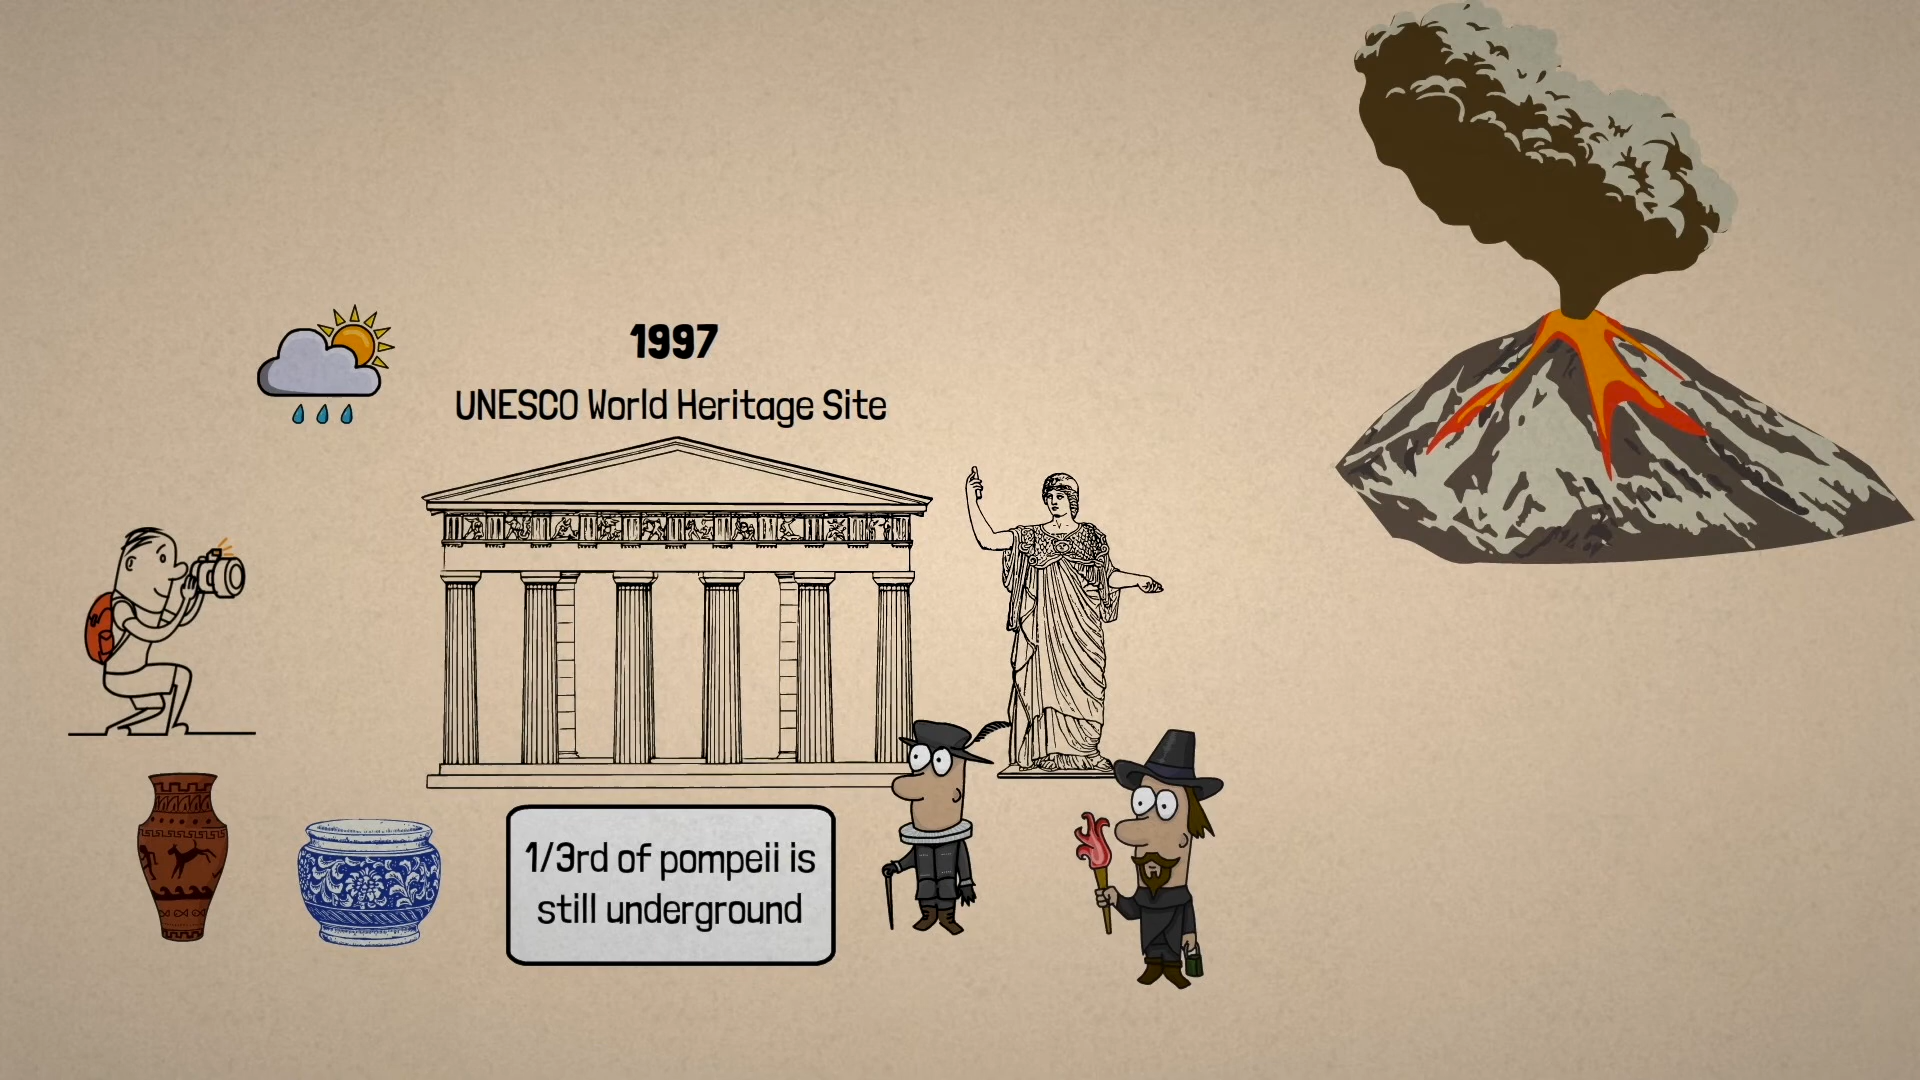 1997
UNESCO World Heritage Site
1/3rd of pompeii is
still underground